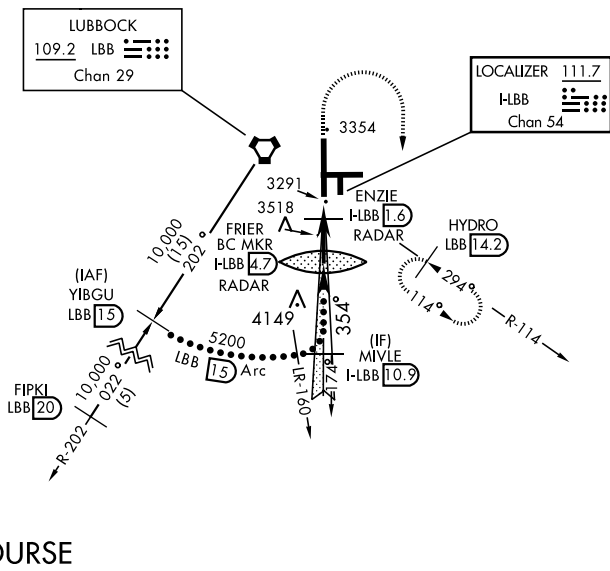 LUBBOCK
109.2 LBB
Chan 29
LOCALIZER 111.7
I-LBB
Chan 54
3354
3291
3518
ENZIE
I-LBB 1.6
RADAR
FRIER
BC MKR
I-LBB 4.7
RADAR
HYDRO
LBB 14.2
294°
114°
R-114
10,000
(15)
202°
(IAF)
YIBGU
LBB 15
4149
354°
5200
LBB 15 Arc
(IF)
MIVLE
I-LBB 10.9
174°
LR-160
10,000
022°
(5)
FIPKI
LBB 20
R-202
OURSE